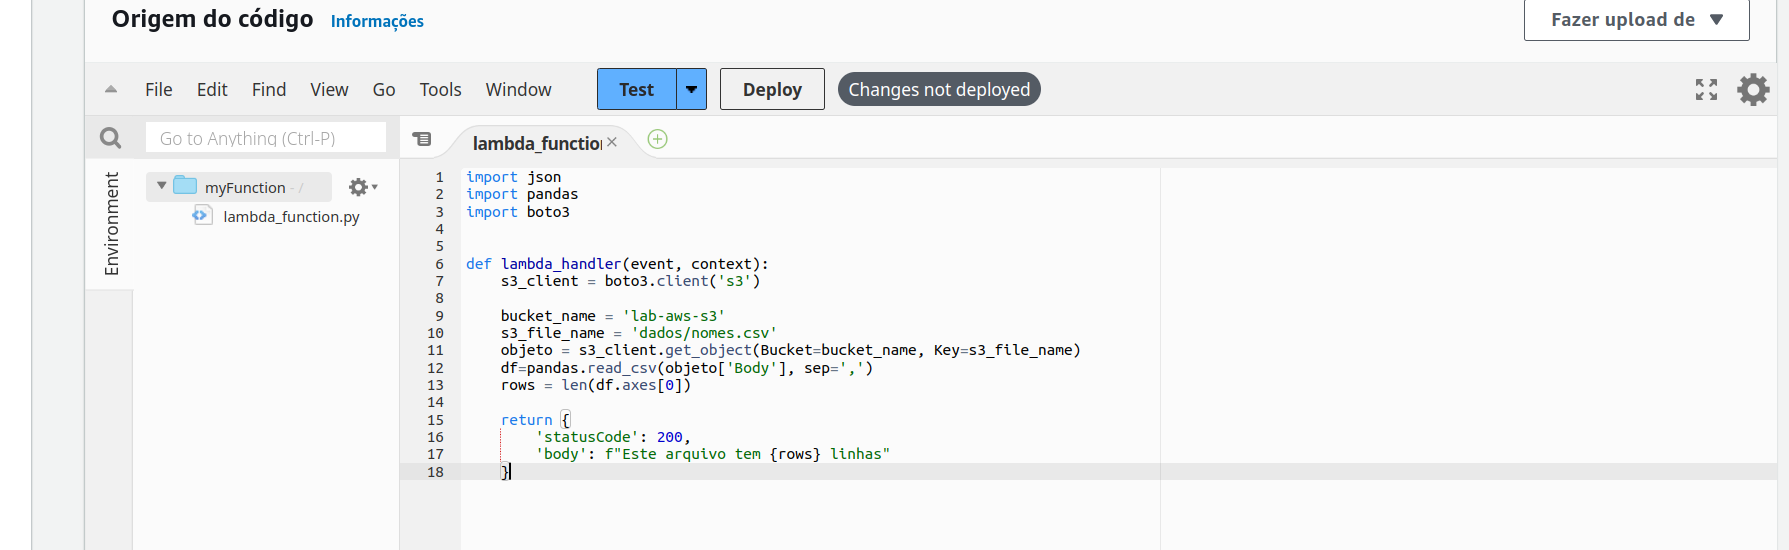 Origem do código Informações
Fazer upload de
File Edit Find View Go Tools Window Test Deploy Changes not deployed
Go to Anything (Ctrl-P)
lambda_function
Environment
myFunction - /
lambda_function.py
1 import json
2 import pandas
3 import boto3
4
5
6 def lambda_handler(event, context):
7 s3_client = boto3.client('s3')
8
9 bucket_name = 'lab-aws-s3'
10 s3_file_name = 'dados/nomes.csv'
11 objeto = s3_client.get_object(Bucket=bucket_name, Key=s3_file_name)
12 df=pandas.read_csv(objeto['Body'], sep=',')
13 rows = len(df.axes[0])
14
15 return {
16 'statusCode': 200,
17 'body': f"Este arquivo tem {rows} linhas"
18 }